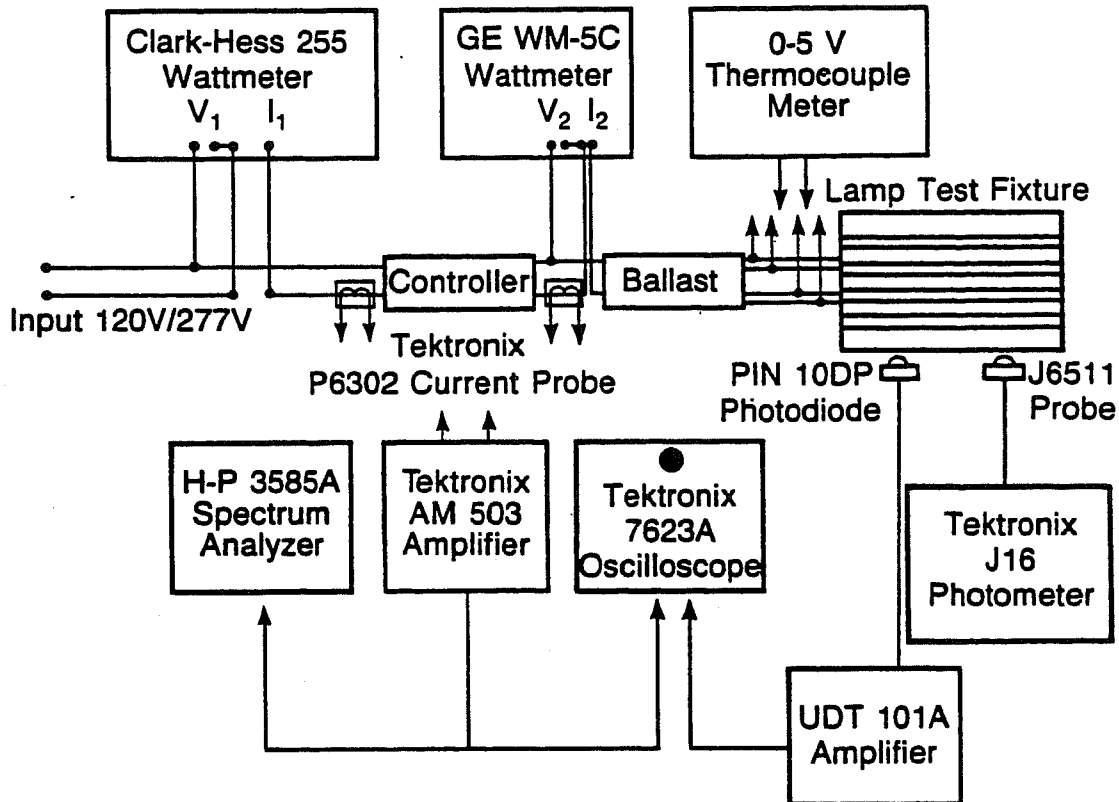 Clark-Hess 255
Wattmeter
V1 I1
GE WM-5C
Wattmeter
V2 I2
0-5 V
Thermocouple
Meter
Lamp Test Fixture
Controller
Ballast
Input 120V/277V
Tektronix
P6302 Current Probe
PIN 10DP
Photodiode
J6511
Probe
H-P 3585A
Spectrum
Analyzer
Tektronix
AM 503
Amplifier
Tektronix
7623A
Oscilloscope
Tektronix
J16
Photometer
UDT 101A
Amplifier